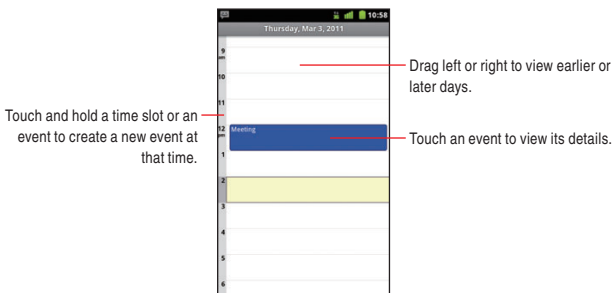 10:58
Thursday, Mar 3, 2011
9
am
10
11
12
pm
1
2
3
4
5
6
Meeting
Drag left or right to view earlier or
later days.
Touch and hold a time slot or an
event to create a new event at
that time.
Touch an event to view its details.